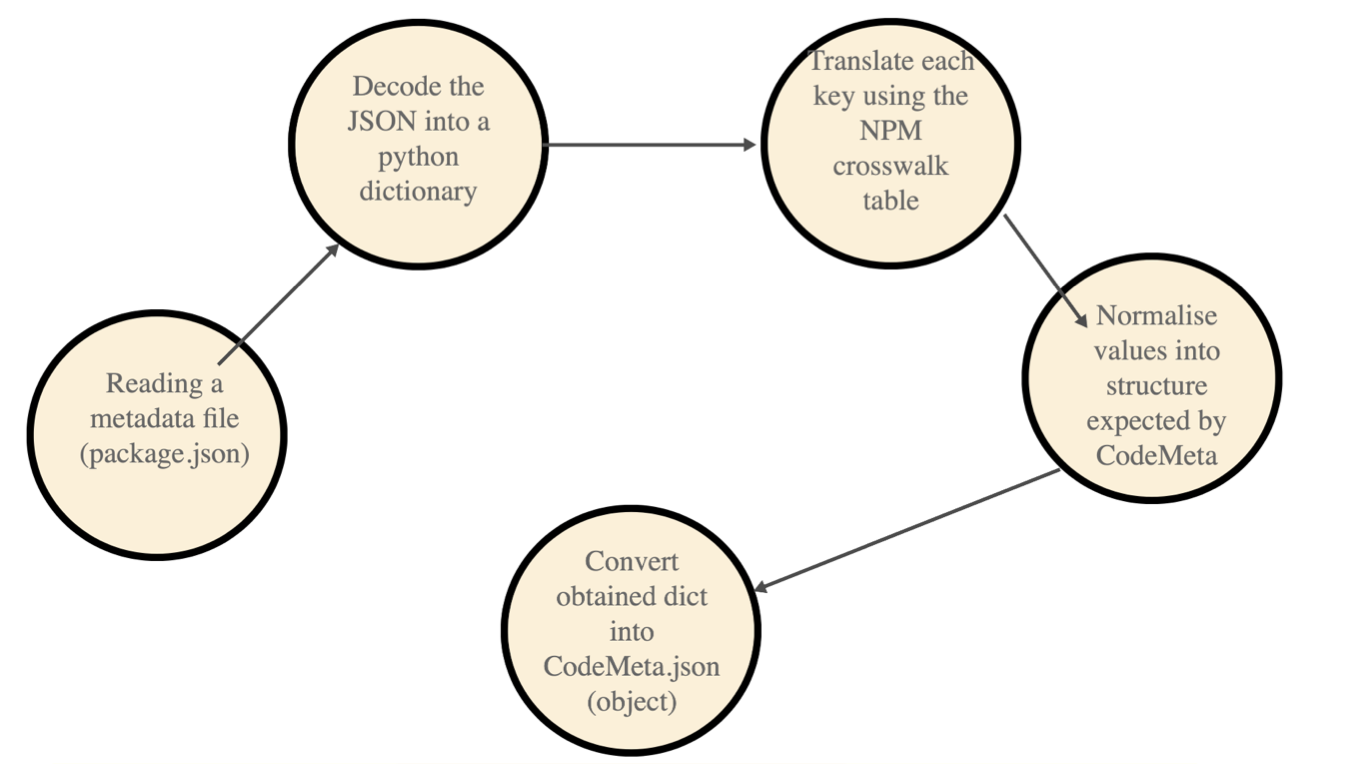 Reading a
metadata file
(package.json)
Decode the
JSON into a
python
dictionary
Translate each
key using the
NPM
crosswalk
table
Normalise
values into
structure
expected by
CodeMeta
Convert
obtained dict
into
CodeMeta.json
(object)